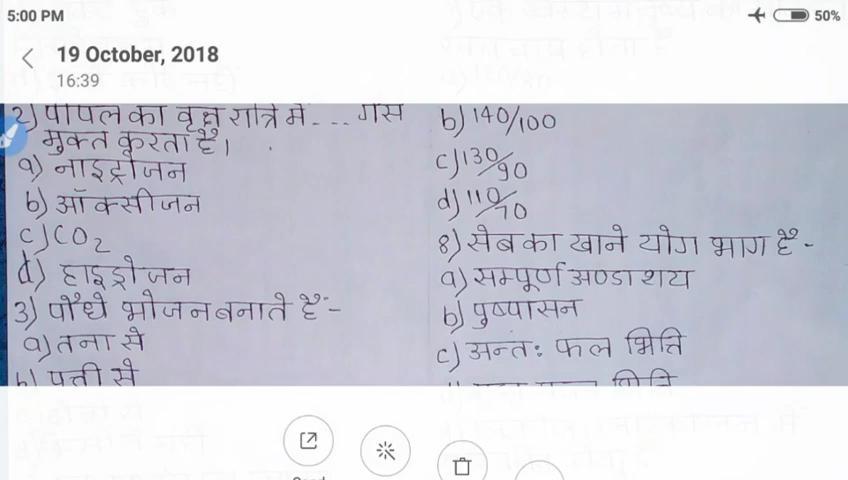 5:00 PM
50%
19 October, 2018
16:39
2) पीपल का वृक्ष रात्रि में - - - गैस
मुक्त करता है।
a) नाइट्रोजन
b) ऑक्सीजन
c) CO2
d) हाइड्रोजन
3) पौधे भोजन बनाते हैं -
a) तना से
b) पत्ती से
b) 140/100
c) 130/90
d) 110/70
8) सेब का खाने योग भाग है -
a) सम्पूर्ण अण्डाशय
b) पुष्पासन
c) अन्तः फल भित्ति